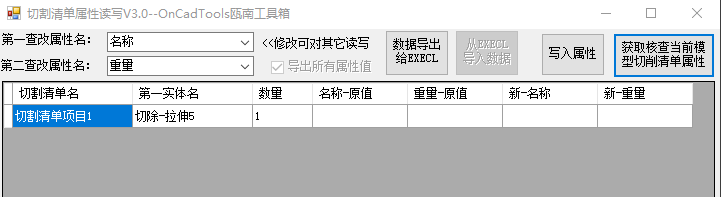 切割清单属性读写V3.0--OnCadTools瓯南工具箱
第一查改属性名： 名称 <<修改可对其它读写
第二查改属性名： 重量 导出所有属性值
数据导出
给EXECL
从EXECL
导入数据
写入属性
获取核查当前模
型切削清单属性
切割清单名 第一实体名 数量 名称-原值 重量-原值 新-名称 新-重量
切割清单项目1 切除-拉伸5 1